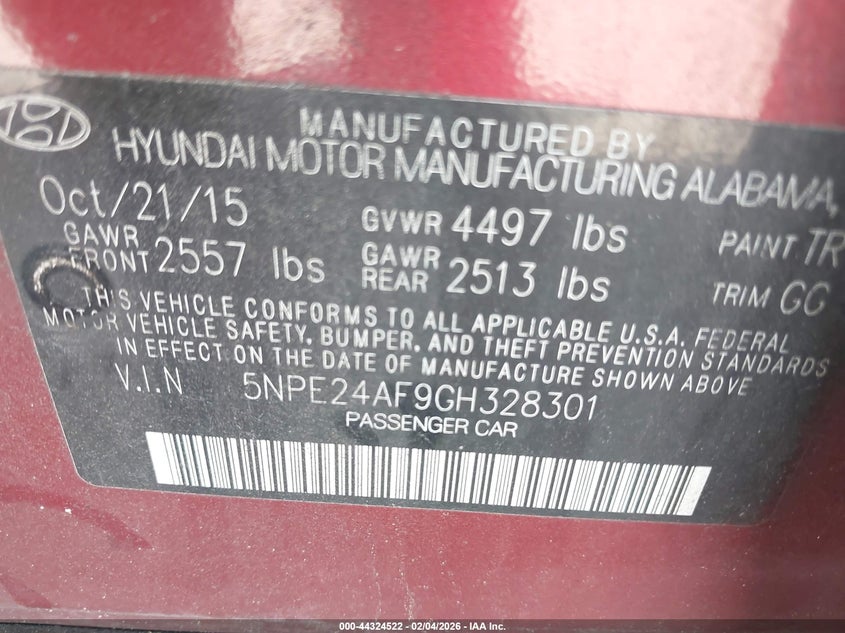 MANUFACTURED BY
HYUNDAI MOTOR MANUFACTURING ALABAMA,
Oct/21/15 GVWR 4497 lbs PAINT TR
GAWR FRONT 2557 lbs GAWR REAR 2513 lbs TRIM GG
THIS VEHICLE CONFORMS TO ALL APPLICABLE U.S.A. FEDERAL
MOTOR VEHICLE SAFETY, BUMPER, AND THEFT PREVENTION STANDARDS
IN EFFECT ON THE DATE OF MANUFACTURE SHOWN ABOVE
V.I.N 5NPE24AF9GH328301
PASSENGER CAR
000-44324522 — 02/04/2026 — IAA Inc.